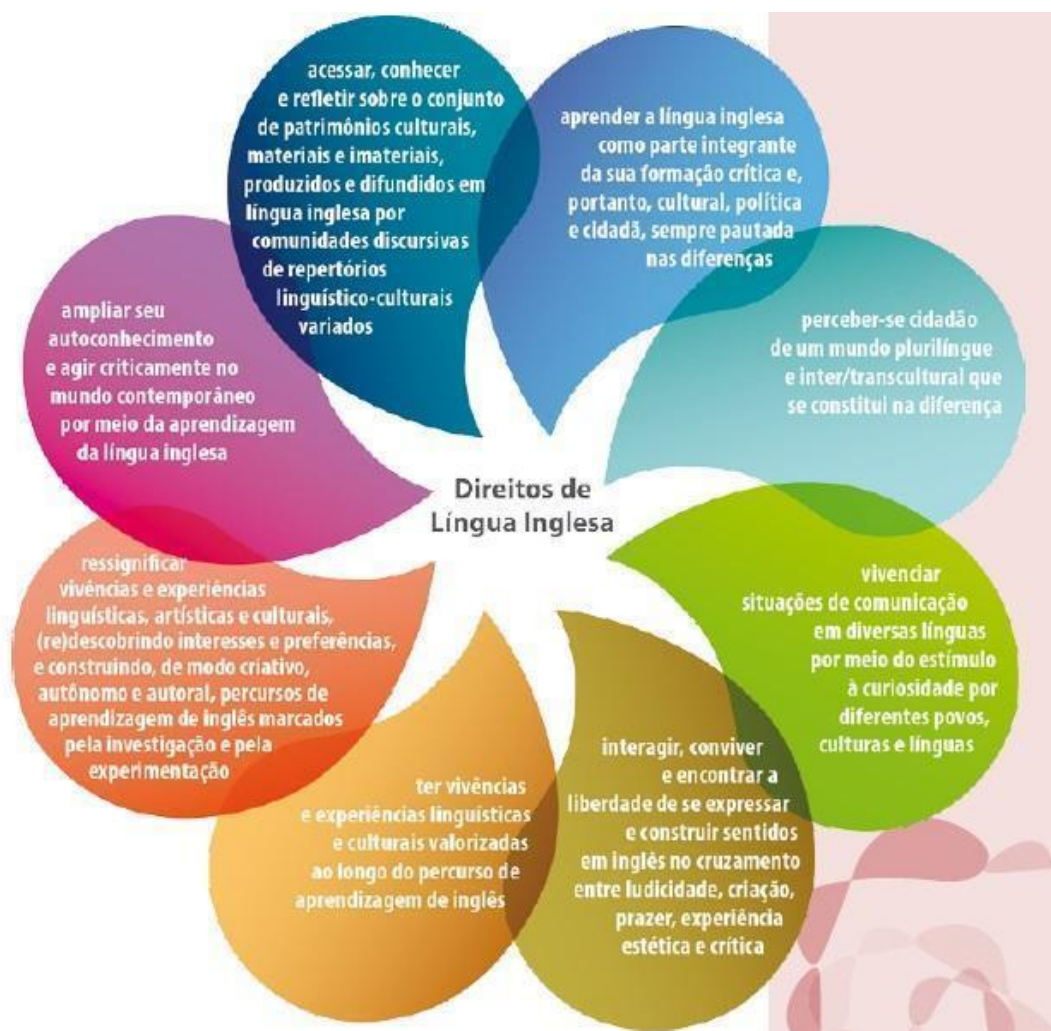 acessar, conhecer
e refletir sobre o conjunto
de patrimônios culturais,
materiais e imateriais,
produzidos e difundidos em
língua inglesa por
comunidades discursivas
de repertórios
linguístico-culturais
variados
aprender a língua inglesa
como parte integrante
da sua formação crítica e,
portanto, cultural, política
e cidadã, sempre pautada
nas diferenças
perceber-se cidadão
de um mundo plurilíngue
e inter/transcultural que
se constitui na diferença
vivenciar
situações de comunicação
em diversas línguas
por meio do estímulo
à curiosidade por
diferentes povos,
culturas e línguas
interagir, conviver
e encontrar a
liberdade de se expressar
e construir sentidos
em inglês no cruzamento
entre ludicidade, criação,
prazer, experiência
estética e crítica
ter vivências
e experiências linguísticas
e culturais valorizadas
ao longo do percurso de
aprendizagem de inglês
ressignificar
vivências e experiências
linguísticas, artísticas e culturais,
(re)descobrindo interesses e preferências,
e construindo, de modo criativo,
autônomo e autoral, percursos de
aprendizagem de inglês marcados
pela investigação e pela
experimentação
ampliar seu
autoconhecimento
e agir criticamente no
mundo contemporâneo
por meio da aprendizagem
da língua inglesa
Direitos de
Língua Inglesa